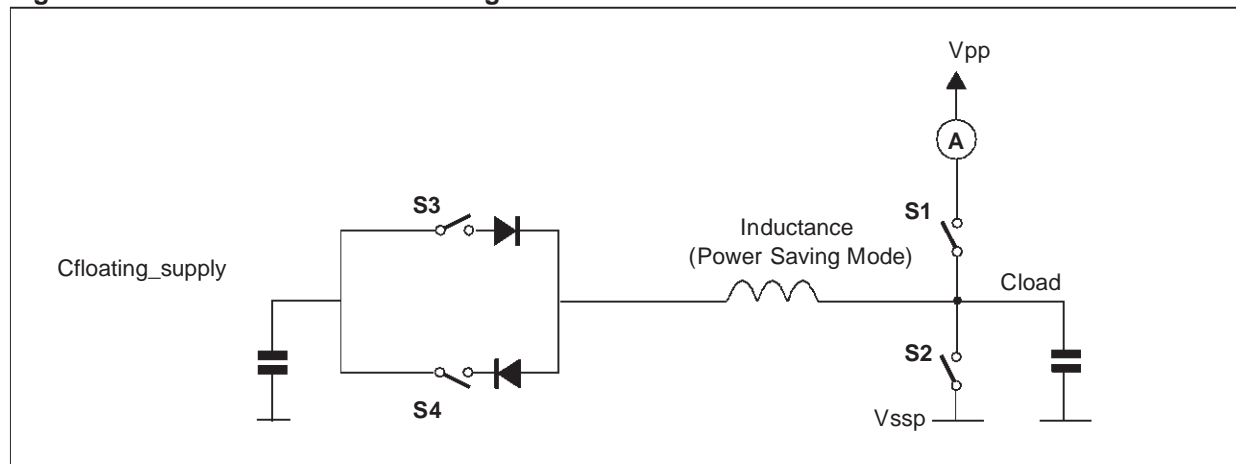 Vpp
A
S3
S1
Inductance
(Power Saving Mode)
Cfloating_supply
Cload
S2
S4
Vssp